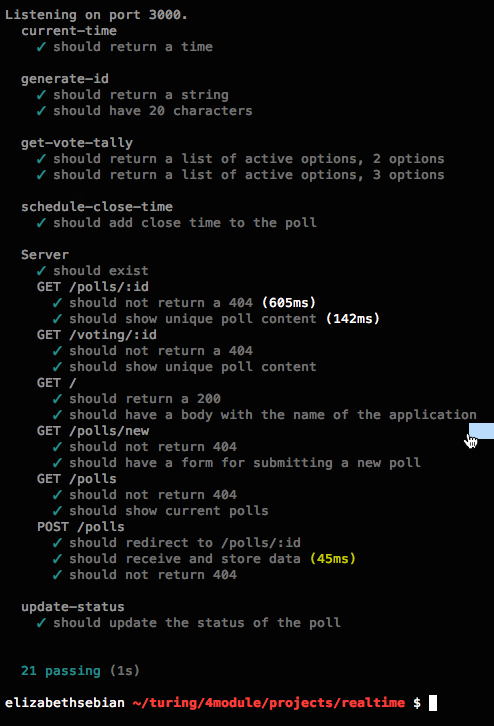 Listening on port 3000.
current-time
✓ should return a time
generate-id
✓ should return a string
✓ should have 20 characters
get-vote-tally
✓ should return a list of active options, 2 options
✓ should return a list of active options, 3 options
schedule-close-time
✓ should add close time to the poll
Server
✓ should exist
GET /polls/:id
✓ should not return a 404 (605ms)
✓ should show unique poll content (142ms)
GET /voting/:id
✓ should not return a 404
✓ should show unique poll content
GET /
✓ should return a 200
✓ should have a body with the name of the application
GET /polls/new
✓ should not return 404
✓ should have a form for submitting a new poll
GET /polls
✓ should not return 404
✓ should show current polls
POST /polls
✓ should redirect to /polls/:id
✓ should receive and store data (45ms)
✓ should not return 404
update-status
✓ should update the status of the poll
21 passing (1s)
elizabethsebian ~/turing/4module/projects/realtime $